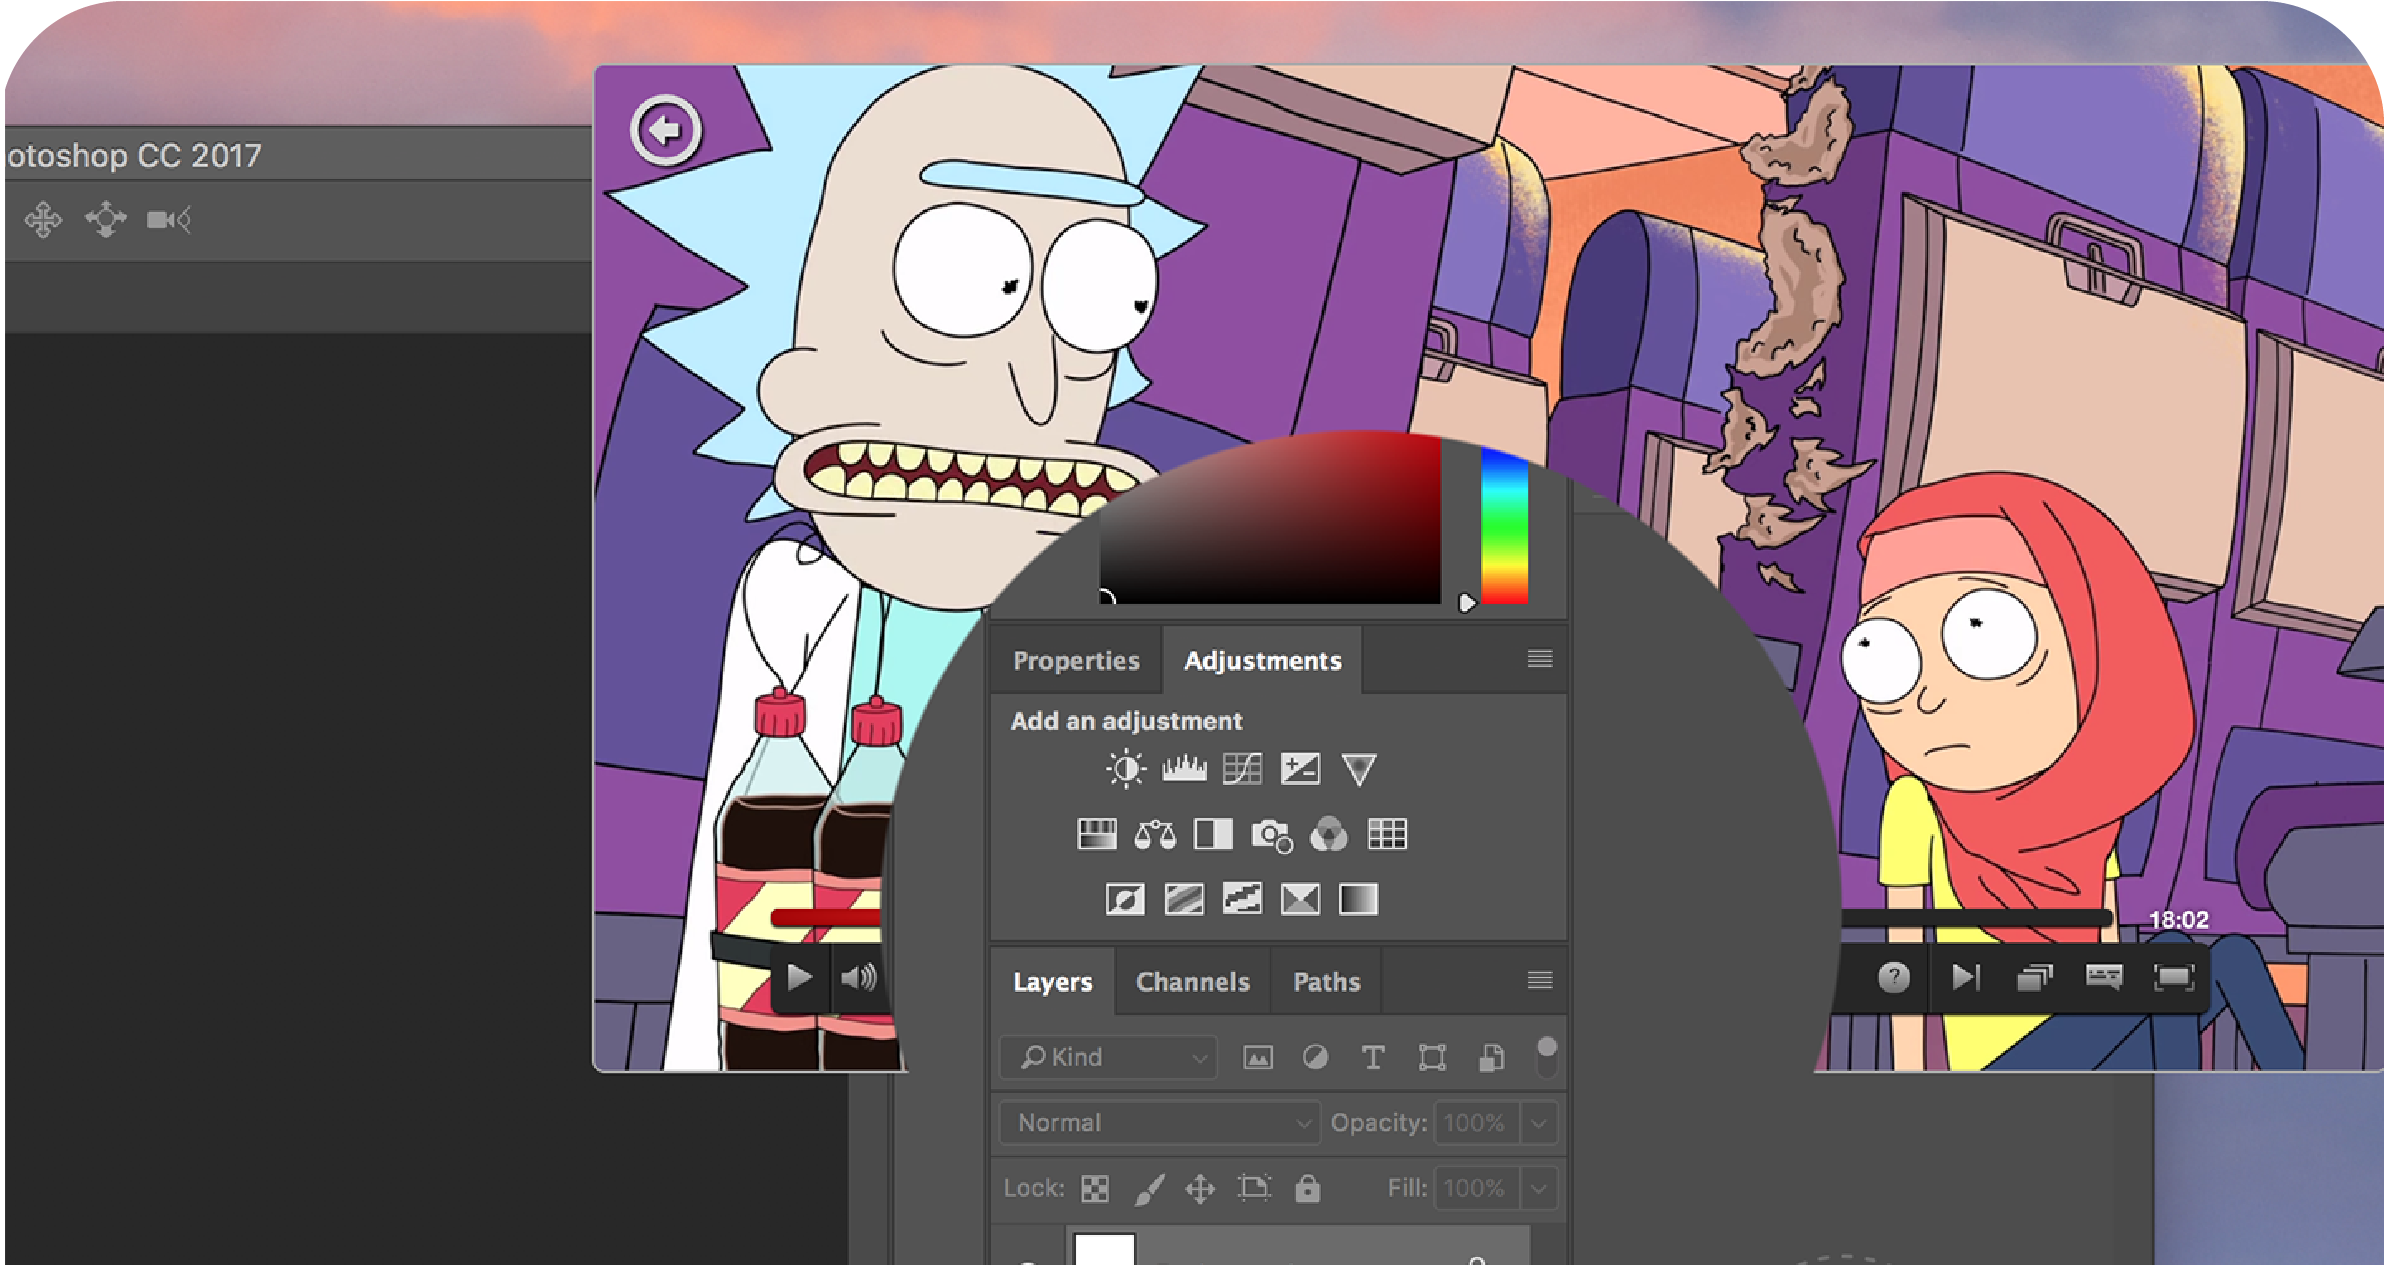 otoshop CC 2017
Properties
Adjustments
Add an adjustment
Layers
Channels
Paths
Kind
Normal
Opacity:
100%
Lock:
Fill:
100%
18:02
?